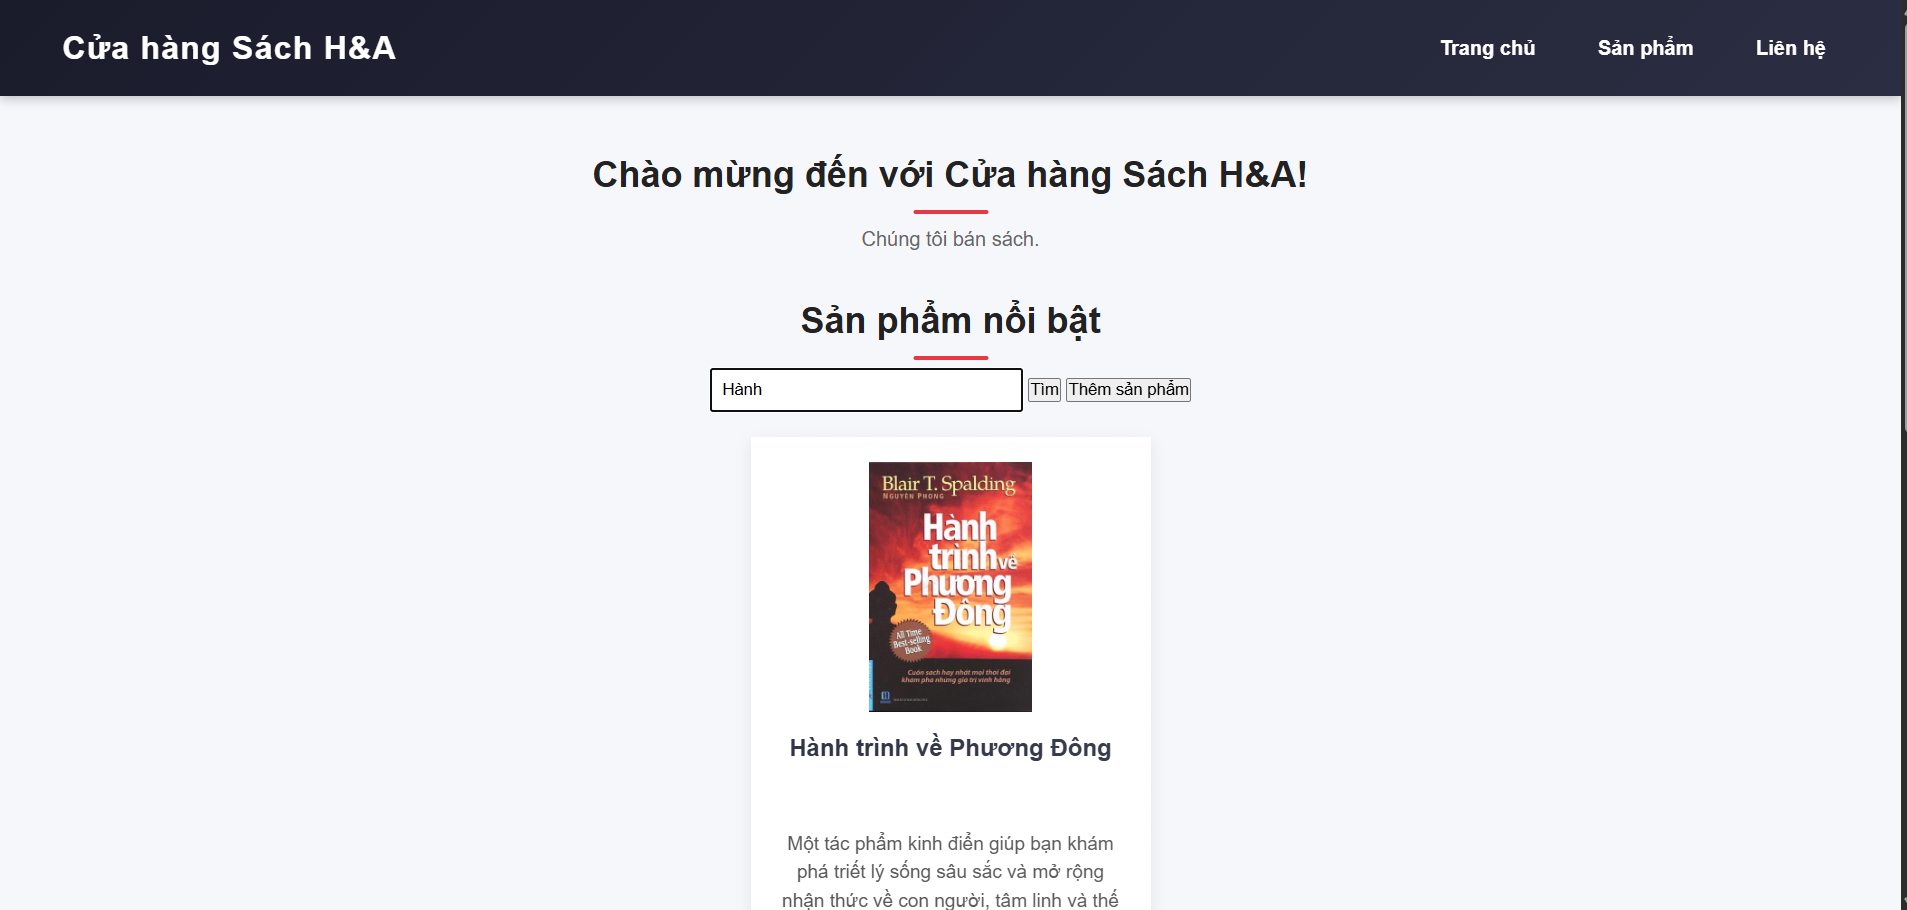 Cửa hàng Sách H&A
Trang chủ
Sản phẩm
Liên hệ
Chào mừng đến với Cửa hàng Sách H&A!
Chúng tôi bán sách.
Sản phẩm nổi bật
Hành
Tìm
Thêm sản phẩm
Blair T. Spalding
NGUYÊN PHONG
Hành
trình về
Phương
Đông
All Time
Best-selling
Book
Cuốn sách hay nhất mọi thời đại
khám phá những giá trị vĩnh hằng
Hành trình về Phương Đông
Một tác phẩm kinh điển giúp bạn khám
phá triết lý sống sâu sắc và mở rộng
nhận thức về con người, tâm linh và thế